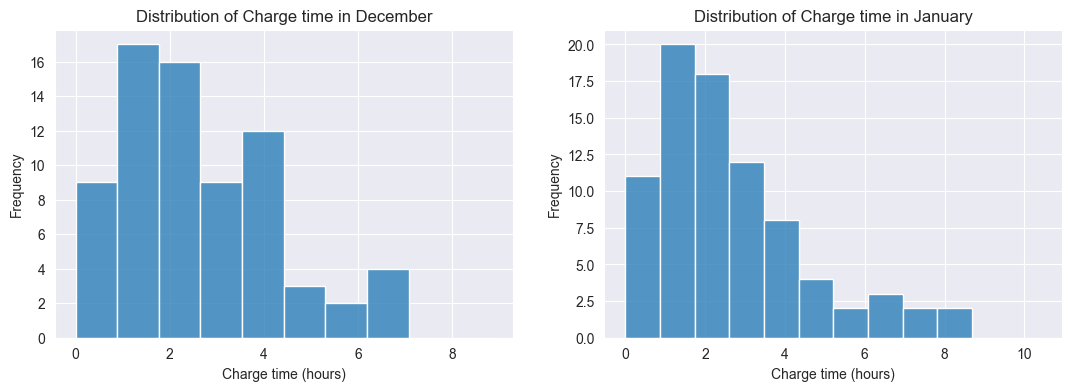 Distribution of Charge time in December
16
14
12
10
8
6
4
2
0
Frequency
0 2 4 6 8
Charge time (hours)
Distribution of Charge time in January
20.0
17.5
15.0
12.5
10.0
7.5
5.0
2.5
0.0
Frequency
0 2 4 6 8 10
Charge time (hours)